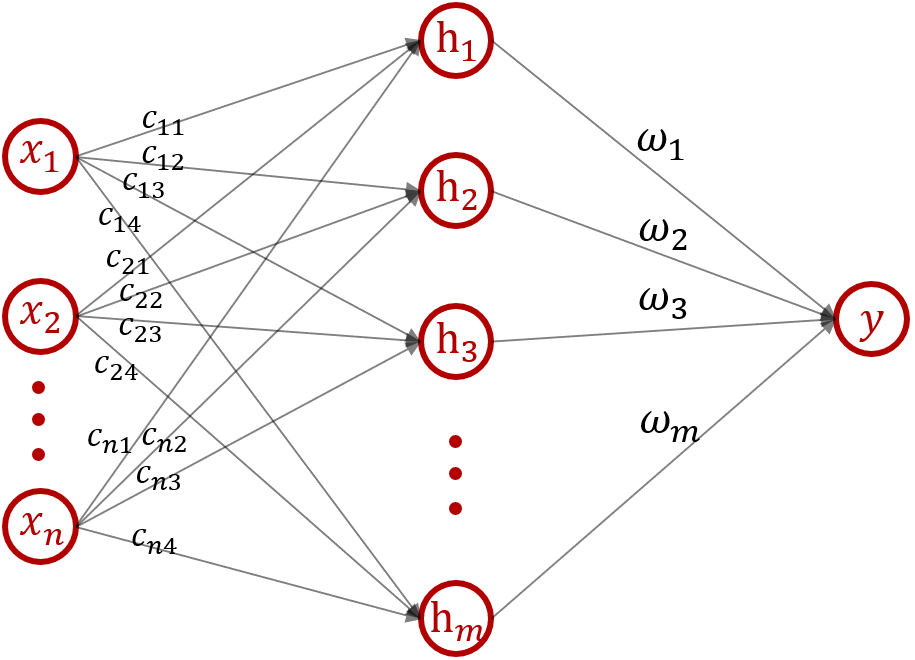 h₁
c₁₁
ω₁
x₁
c₁₂
c₁₃
h₂
c₁₄
ω₂
c₂₁
c₂₂
ω₃
x₂
c₂₃
h₃
y
c₂₄
ωₘ
cₙ₁
cₙ₂
cₙ₃
xₙ
cₙ₄
hₘ